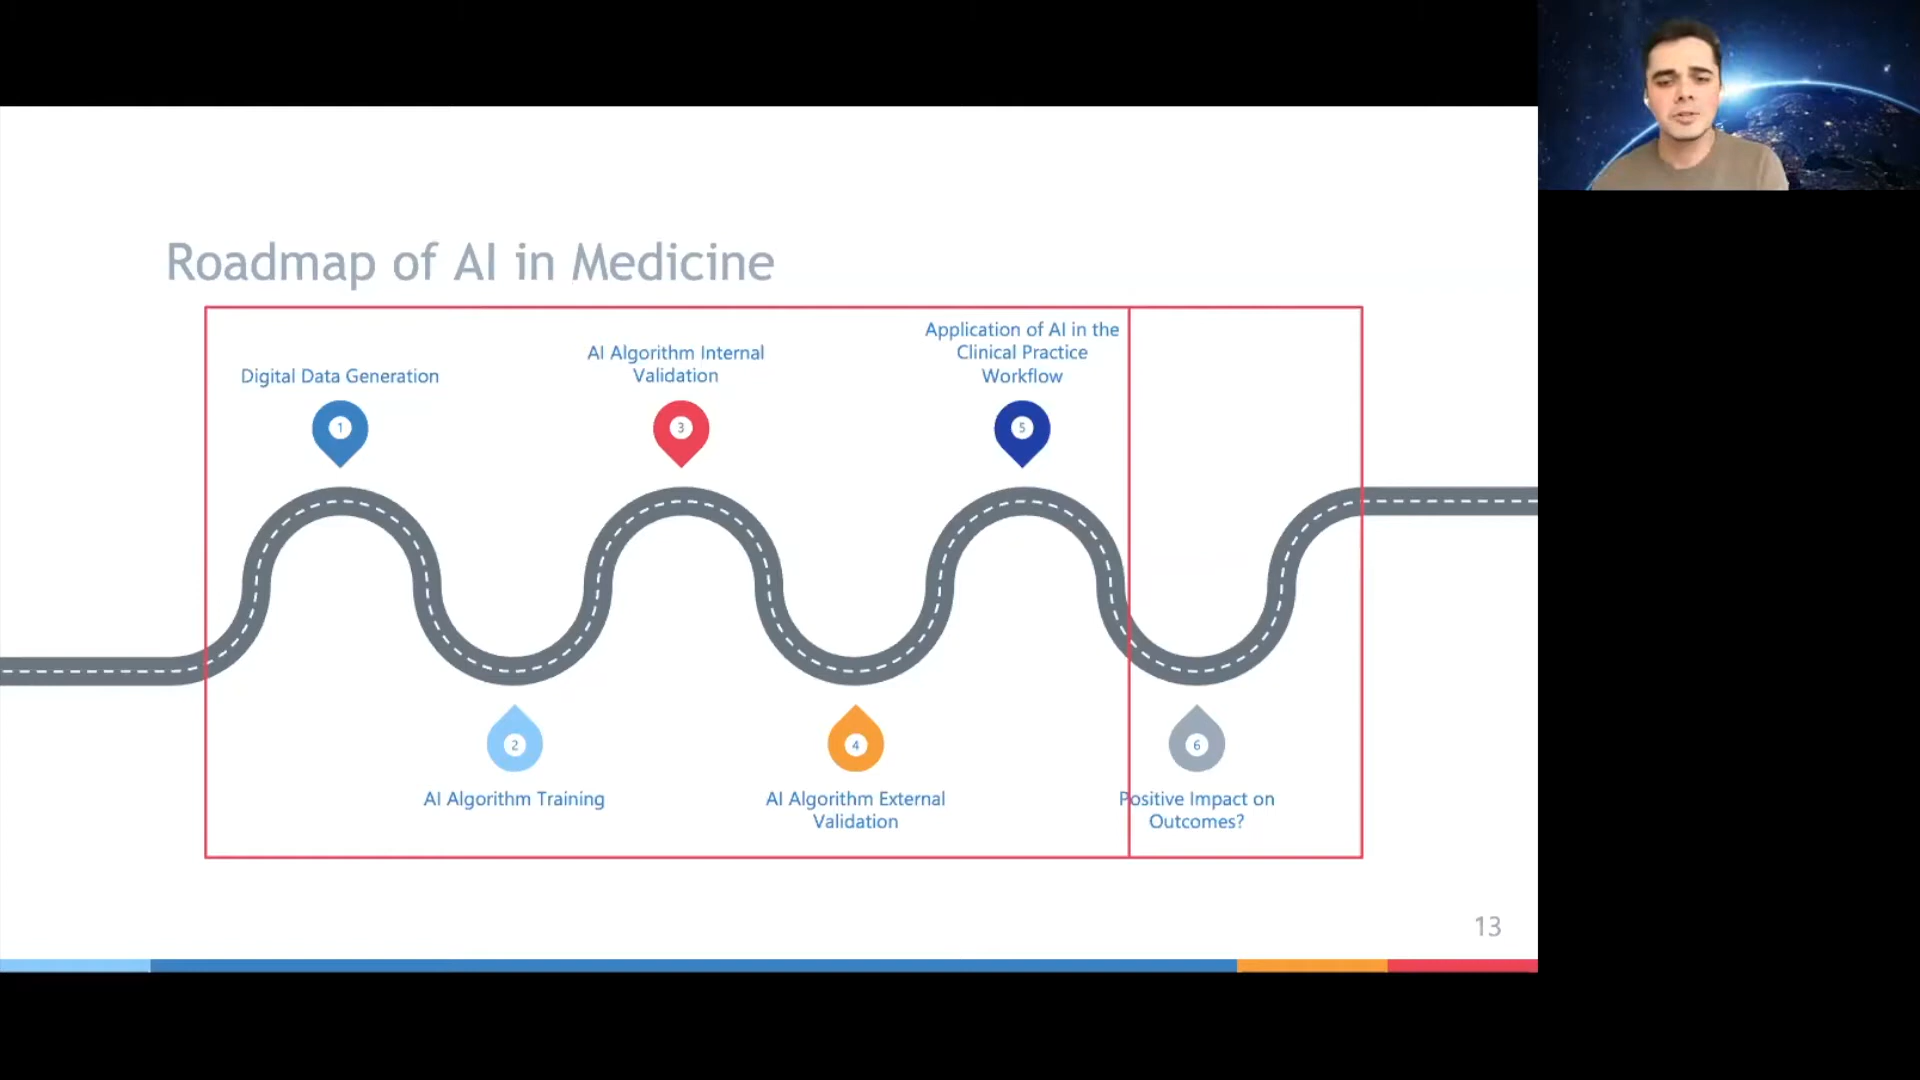 Roadmap of AI in Medicine
Digital Data Generation
1
AI Algorithm Training
2
AI Algorithm Internal
Validation
3
AI Algorithm External
Validation
4
Application of AI in the
Clinical Practice
Workflow
5
Positive Impact on
Outcomes?
6
13